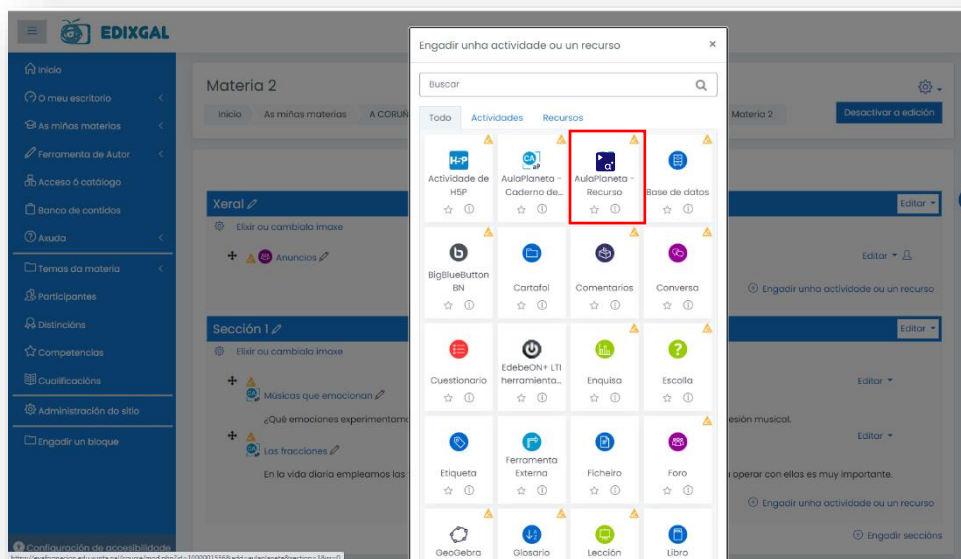 EDIXGAL
Inicio
O meu escritorio
As miñas materias
Ferramenta de Autor
Acceso ó catálogo
Banco de contidos
Axuda
Temas da materia
Participantes
Distincións
Competencias
Cualificacións
Administración do sitio
Engadir un bloque
Configuración de accesibilidade
Materia 2
Inicio As miñas materias A CORUÑ
Materia 2
Desactivar a edición
Xeral
Editar
Elixir ou cambiala imaxe
Anuncios
Editar
Engadir unha actividade ou un recurso
Sección 1
Editar
Elixir ou cambiala imaxe
Músicas que emocionan
Editar
¿Qué emociones experimentamo
esión musical.
Las fracciones
Editar
En la vida diaria empleamos las
operar con ellas es muy importante.
Engadir unha actividade ou un recurso
Engadir seccións
Engadir unha actividade ou un recurso
×
Buscar
Todo Actividades Recursos
Actividade de H5P
AulaPlaneta - Caderno de...
AulaPlaneta - Recurso
Base de datos
BigBlueButton BN
Cartafol
Comentarios
Conversa
Cuestionario
EdebeON+ LTI herramienta...
Enquisa
Escolla
Etiqueta
Ferramenta Externa
Ficheiro
Foro
GeoGebra
Glosario
Lección
Libro